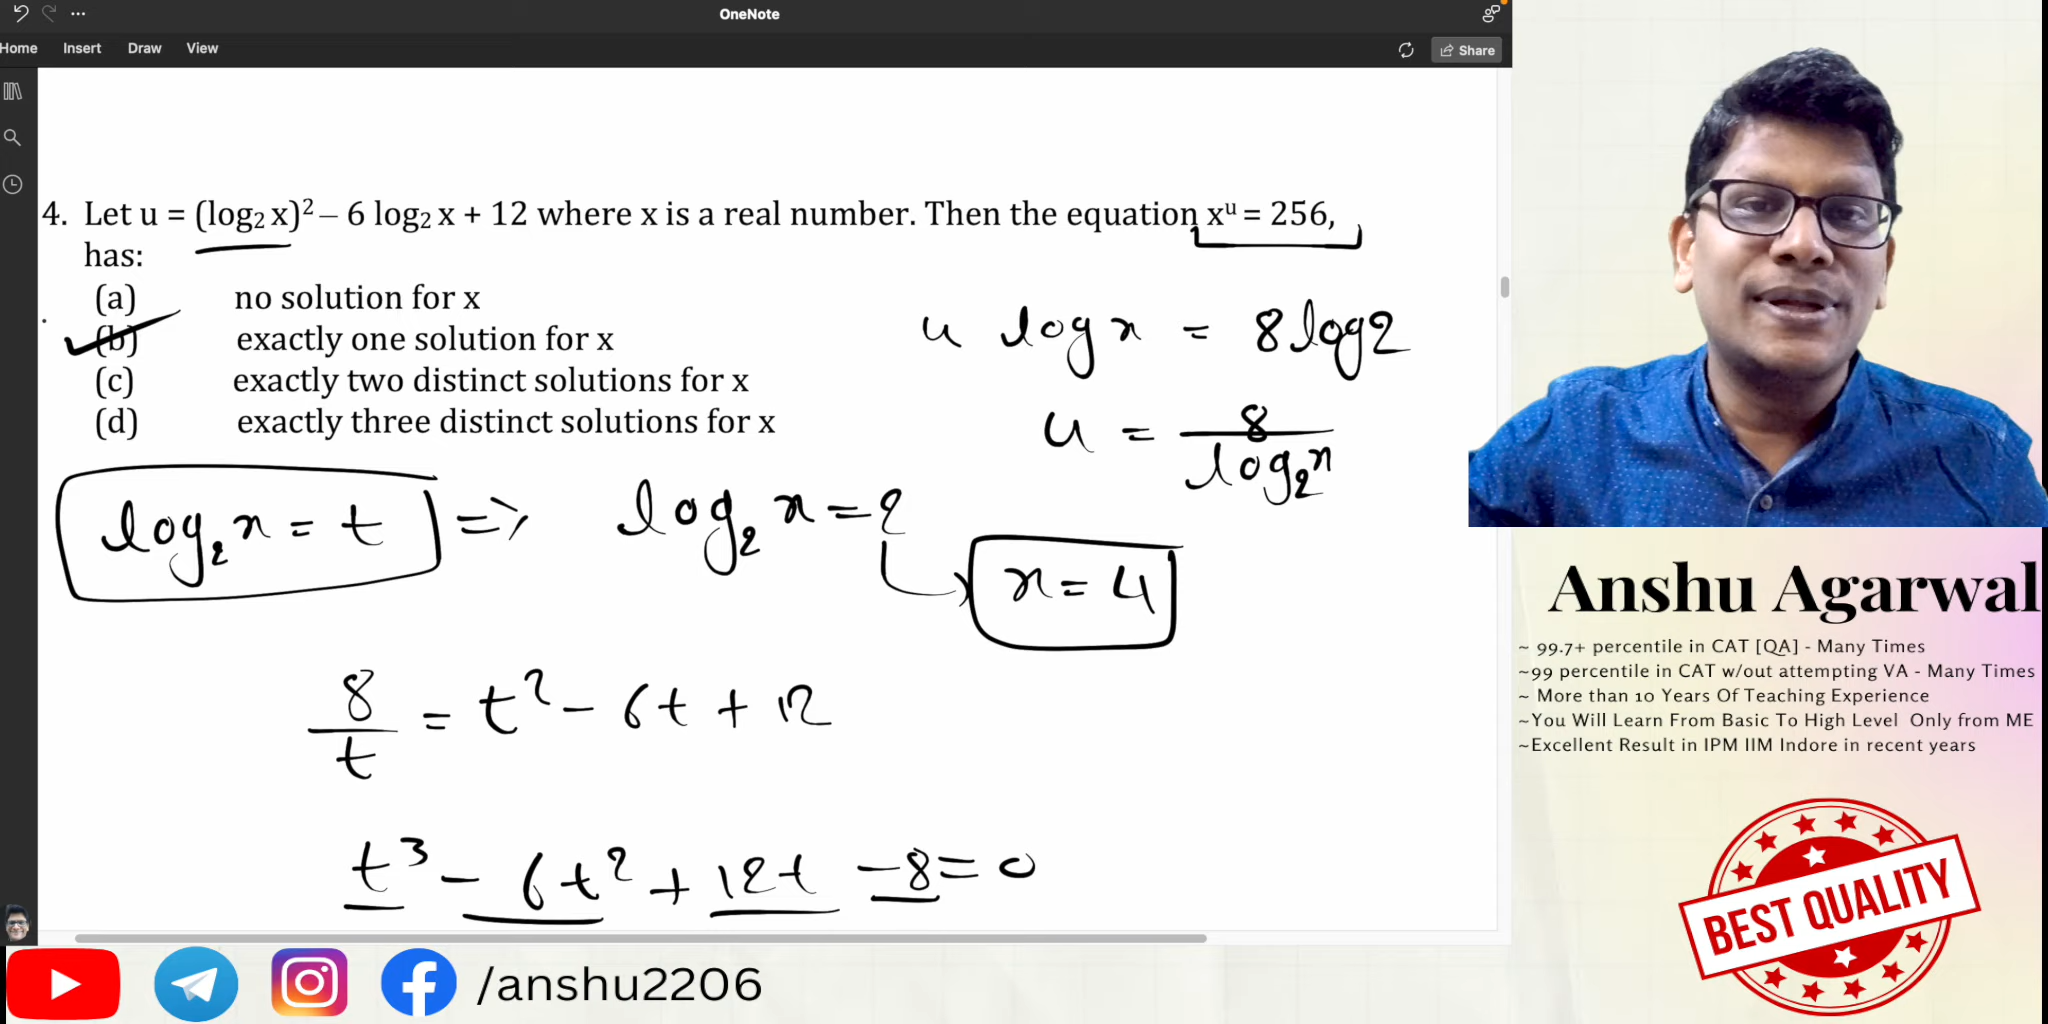 OneNote
Home Insert Draw View
Share
4. Let u = (log₂ x)² – 6 log₂ x + 12 where x is a real number. Then the equation xᵘ = 256,
has:
(a) no solution for x
(b) exactly one solution for x
(c) exactly two distinct solutions for x
(d) exactly three distinct solutions for x
u log x = 8 log 2
u = 8 / log₂ x
log₂ x = t => log₂ x = 2
x = 4
8 / t = t² - 6t + 12
t³ - 6t² + 12t - 8 = 0
Anshu Agarwal
~ 99.7+ percentile in CAT [QA] - Many Times
~99 percentile in CAT w/out attempting VA - Many Times
~ More than 10 Years Of Teaching Experience
~You Will Learn From Basic To High Level Only from ME
~Excellent Result in IPM IIM Indore in recent years
BEST QUALITY
/anshu2206